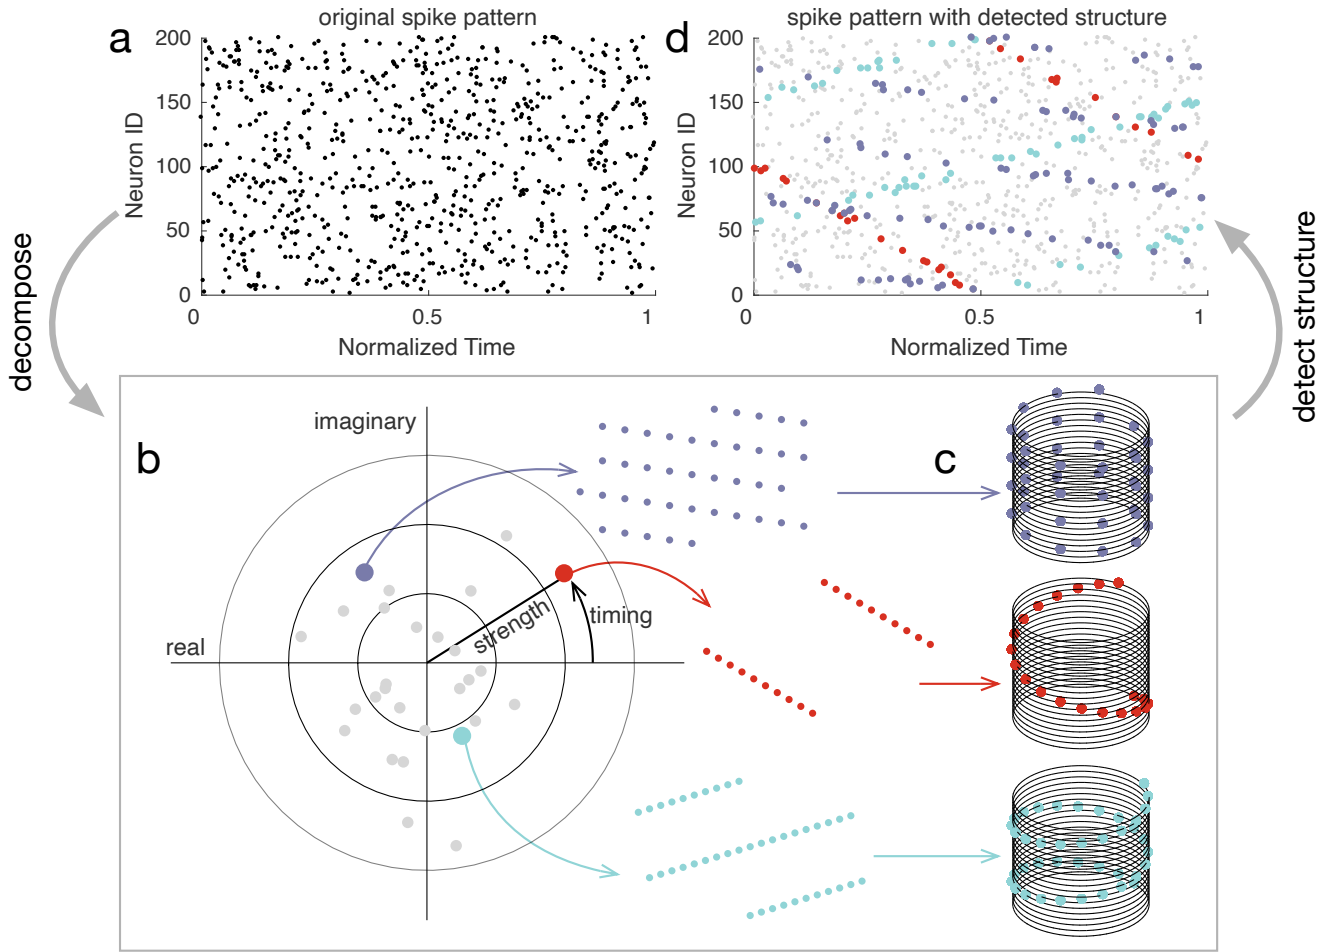 a
original spike pattern
200
150
100
50
0
Neuron ID
0
0.5
1
Normalized Time
d
spike pattern with detected structure
200
150
100
50
0
Neuron ID
0
0.5
1
Normalized Time
decompose
detect structure
b
imaginary
real
strength
timing
c